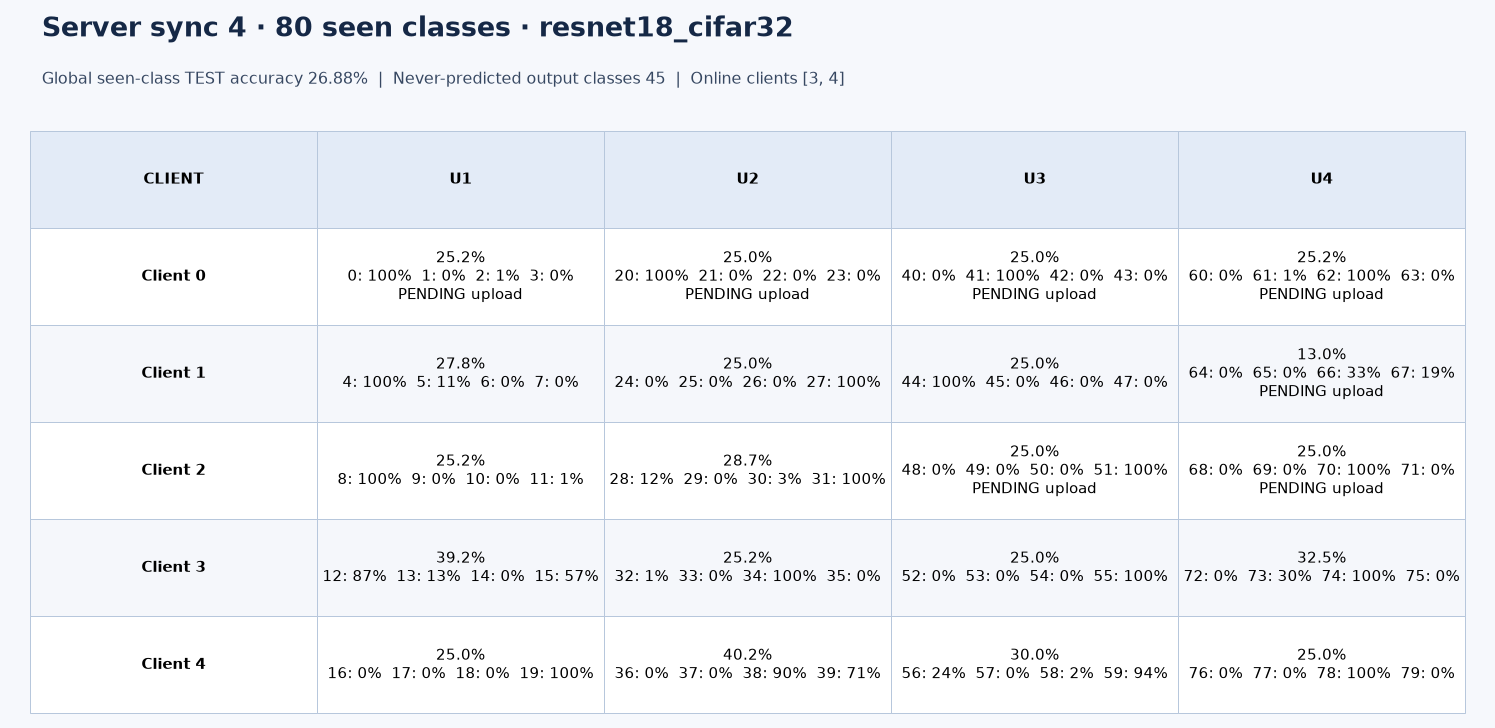 Server sync 4 · 80 seen classes · resnet18_cifar32
Global seen-class TEST accuracy 26.88% | Never-predicted output classes 45 | Online clients [3, 4]
CLIENT U1 U2 U3 U4
Client 0
25.2%
0: 100% 1: 0% 2: 1% 3: 0%
PENDING upload
25.0%
20: 100% 21: 0% 22: 0% 23: 0%
PENDING upload
25.0%
40: 0% 41: 100% 42: 0% 43: 0%
PENDING upload
25.2%
60: 0% 61: 1% 62: 100% 63: 0%
PENDING upload
Client 1
27.8%
4: 100% 5: 11% 6: 0% 7: 0%
25.0%
24: 0% 25: 0% 26: 0% 27: 100%
25.0%
44: 100% 45: 0% 46: 0% 47: 0%
13.0%
64: 0% 65: 0% 66: 33% 67: 19%
PENDING upload
Client 2
25.2%
8: 100% 9: 0% 10: 0% 11: 1%
28.7%
28: 12% 29: 0% 30: 3% 31: 100%
25.0%
48: 0% 49: 0% 50: 0% 51: 100%
PENDING upload
25.0%
68: 0% 69: 0% 70: 100% 71: 0%
PENDING upload
Client 3
39.2%
12: 87% 13: 13% 14: 0% 15: 57%
25.2%
32: 1% 33: 0% 34: 100% 35: 0%
25.0%
52: 0% 53: 0% 54: 0% 55: 100%
32.5%
72: 0% 73: 30% 74: 100% 75: 0%
Client 4
25.0%
16: 0% 17: 0% 18: 0% 19: 100%
40.2%
36: 0% 37: 0% 38: 90% 39: 71%
30.0%
56: 24% 57: 0% 58: 2% 59: 94%
25.0%
76: 0% 77: 0% 78: 100% 79: 0%